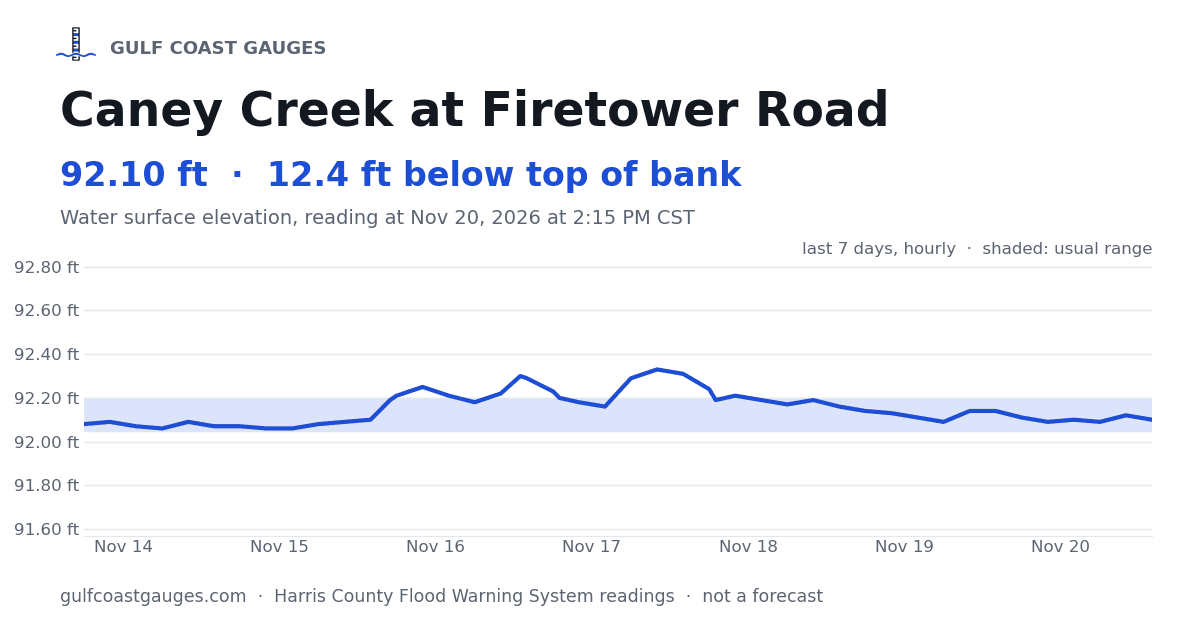 GULF COAST GAUGES
Caney Creek at Firetower Road
92.10 ft · 12.4 ft below top of bank
Water surface elevation, reading at Nov 20, 2026 at 2:15 PM CST
last 7 days, hourly · shaded: usual range
92.80 ft
92.60 ft
92.40 ft
92.20 ft
92.00 ft
91.80 ft
91.60 ft
Nov 14 Nov 15 Nov 16 Nov 17 Nov 18 Nov 19 Nov 20
gulfcoastgauges.com · Harris County Flood Warning System readings · not a forecast